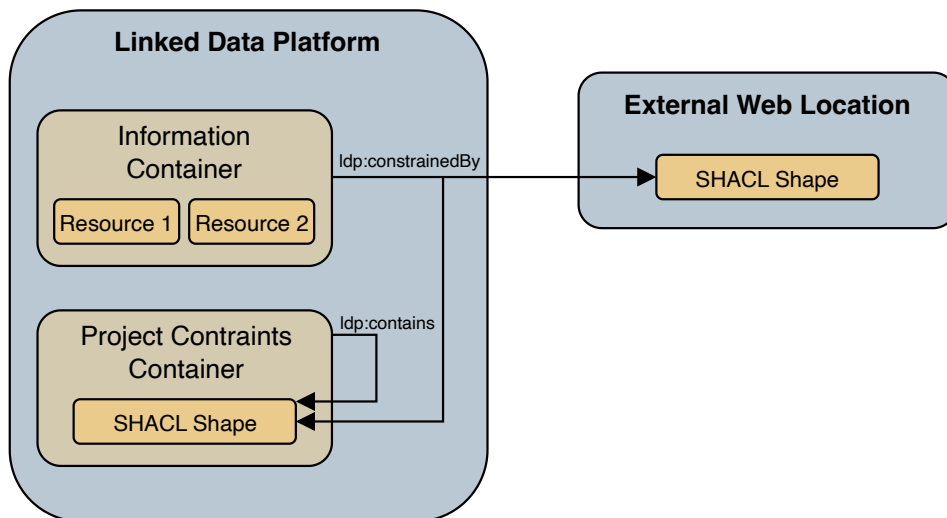 Linked Data Platform
Information
Container
Resource 1
Resource 2
ldp:constrainedBy
External Web Location
SHACL Shape
Project Contraints
Container
ldp:contains
SHACL Shape